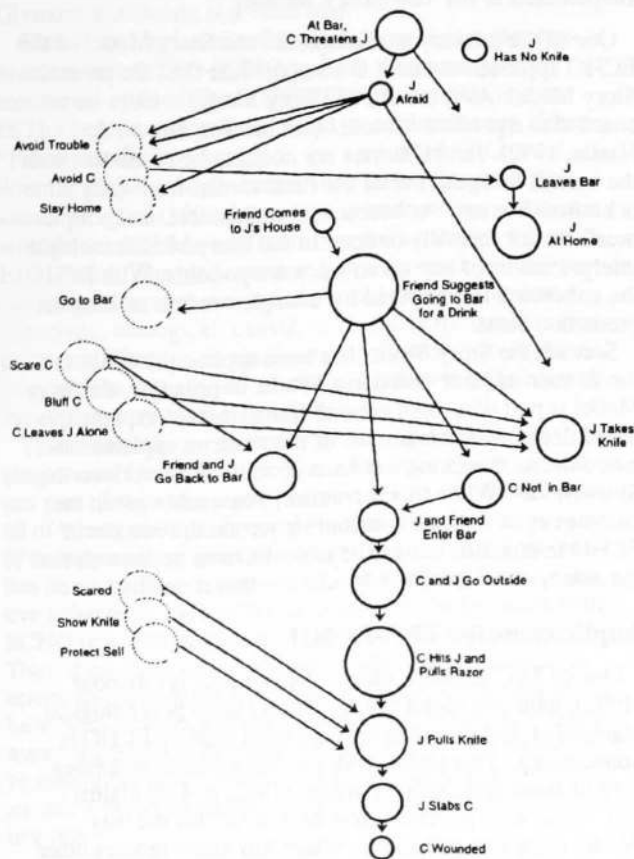 At Bar,
C Threatens J
J
Has No Knife
J
Afraid
Avoid Trouble
Avoid C
Stay Home
J
Leaves Bar
Friend Comes
to J's House
J
At Home
Go to Bar
Friend Suggests
Going to Bar
for a Drink
Scare C
Bluff C
C Leaves J Alone
J Takes
Knife
Friend and J
Go Back to Bar
C Not in Bar
J and Friend
Enter Bar
C and J Go Outside
Scared
Show Knife
Protect Self
C Hits J and
Pulls Razor
J Pulls Knife
J Stabs C
C Wounded